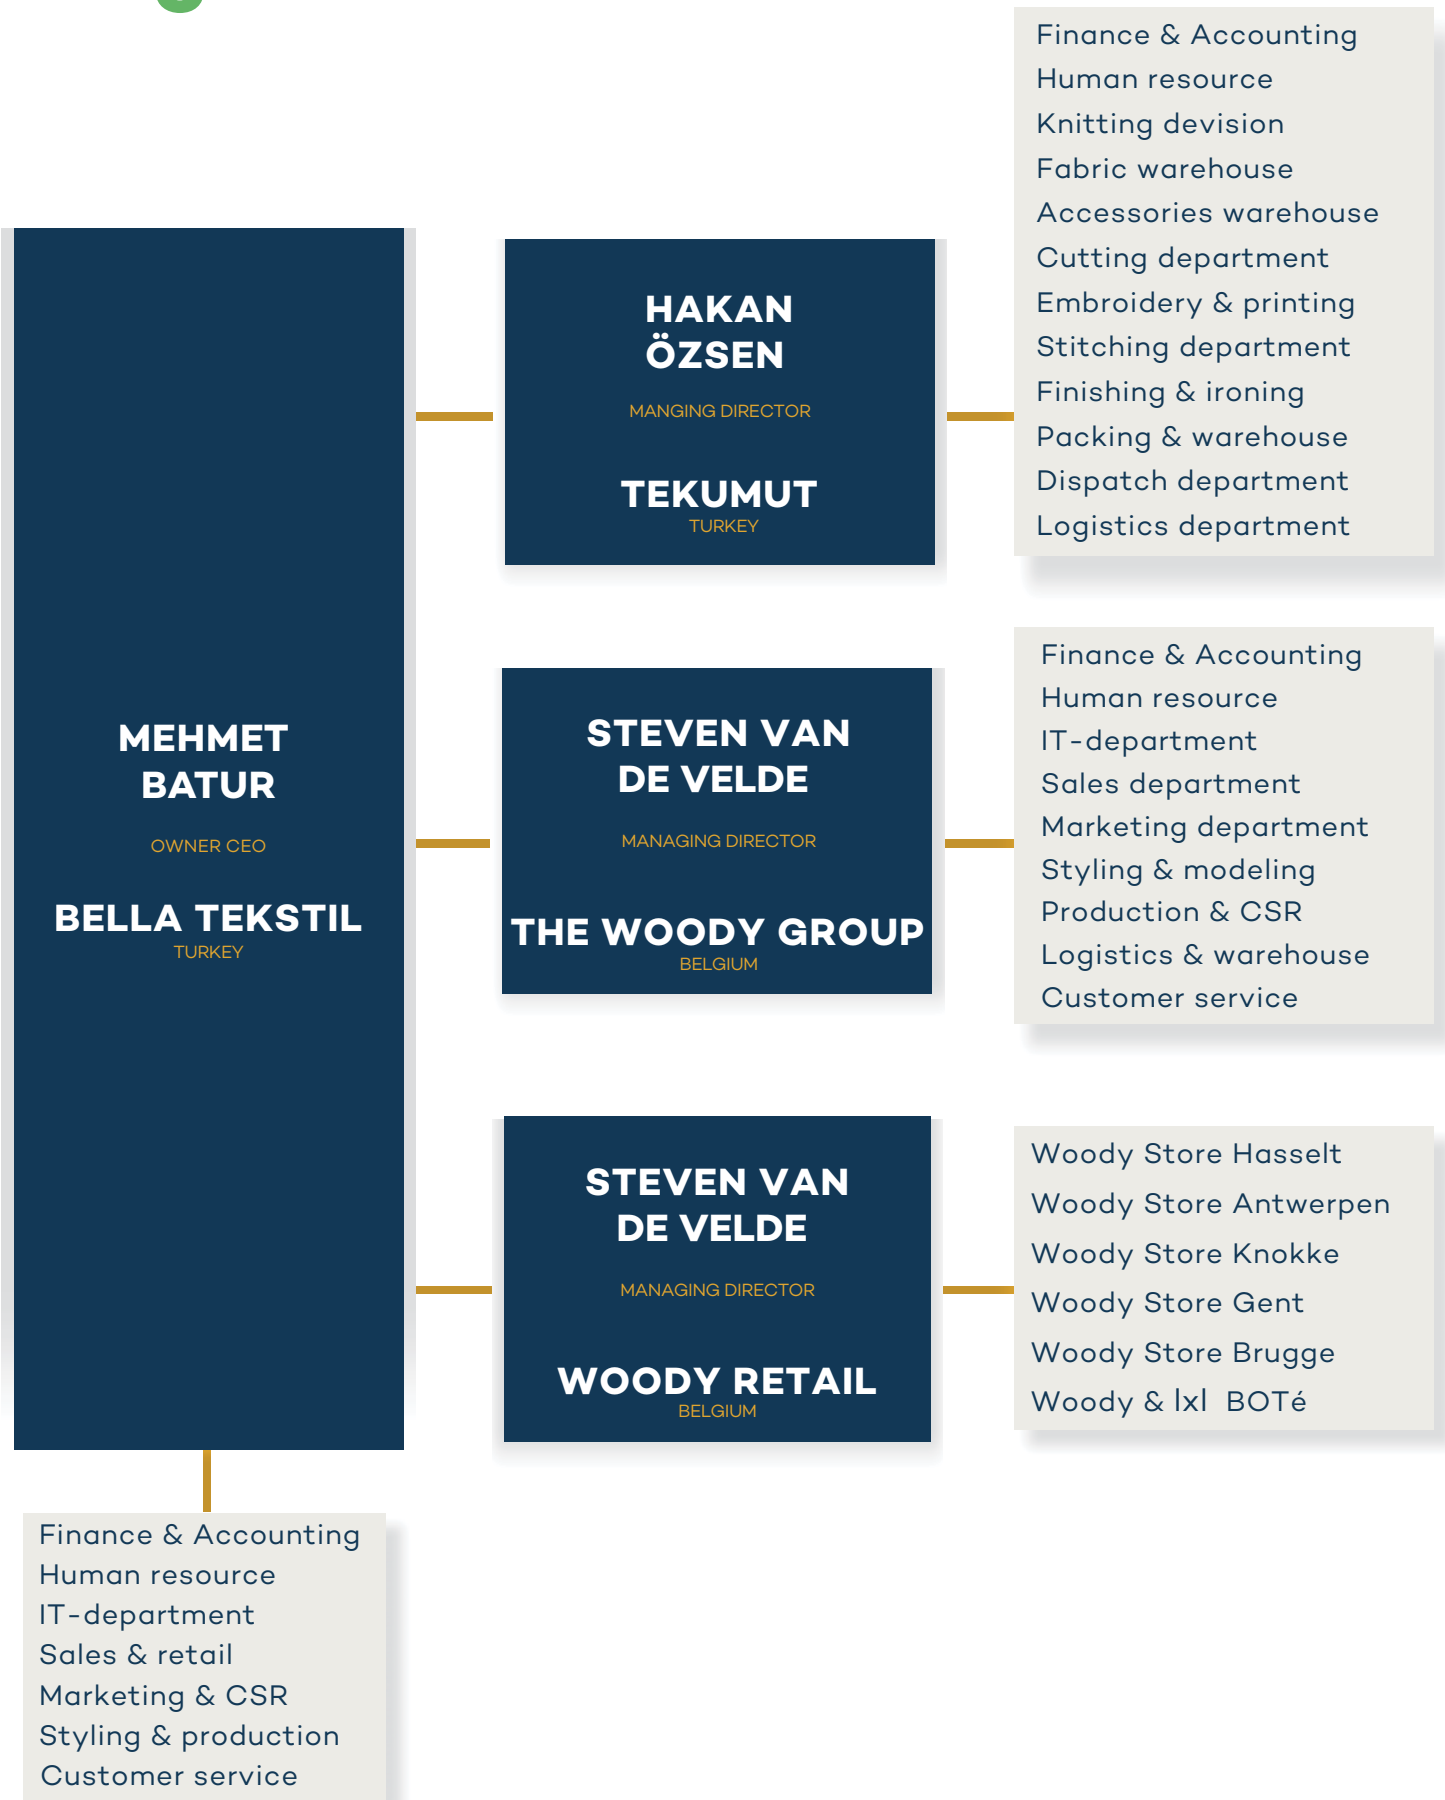 MEHMET
BATUR
OWNER CEO
BELLA TEKSTIL
TURKEY
Finance & Accounting
Human resource
IT-department
Sales & retail
Marketing & CSR
Styling & production
Customer service
HAKAN
ÖZSEN
MANGING DIRECTOR
TEKUMUT
TURKEY
Finance & Accounting
Human resource
Knitting devision
Fabric warehouse
Accessories warehouse
Cutting department
Embroidery & printing
Stitching department
Finishing & ironing
Packing & warehouse
Dispatch department
Logistics department
STEVEN VAN
DE VELDE
MANAGING DIRECTOR
THE WOODY GROUP
BELGIUM
Finance & Accounting
Human resource
IT-department
Sales department
Marketing department
Styling & modeling
Production & CSR
Logistics & warehouse
Customer service
STEVEN VAN
DE VELDE
MANAGING DIRECTOR
WOODY RETAIL
BELGIUM
Woody Store Hasselt
Woody Store Antwerpen
Woody Store Knokke
Woody Store Gent
Woody Store Brugge
Woody & lxl BOTé